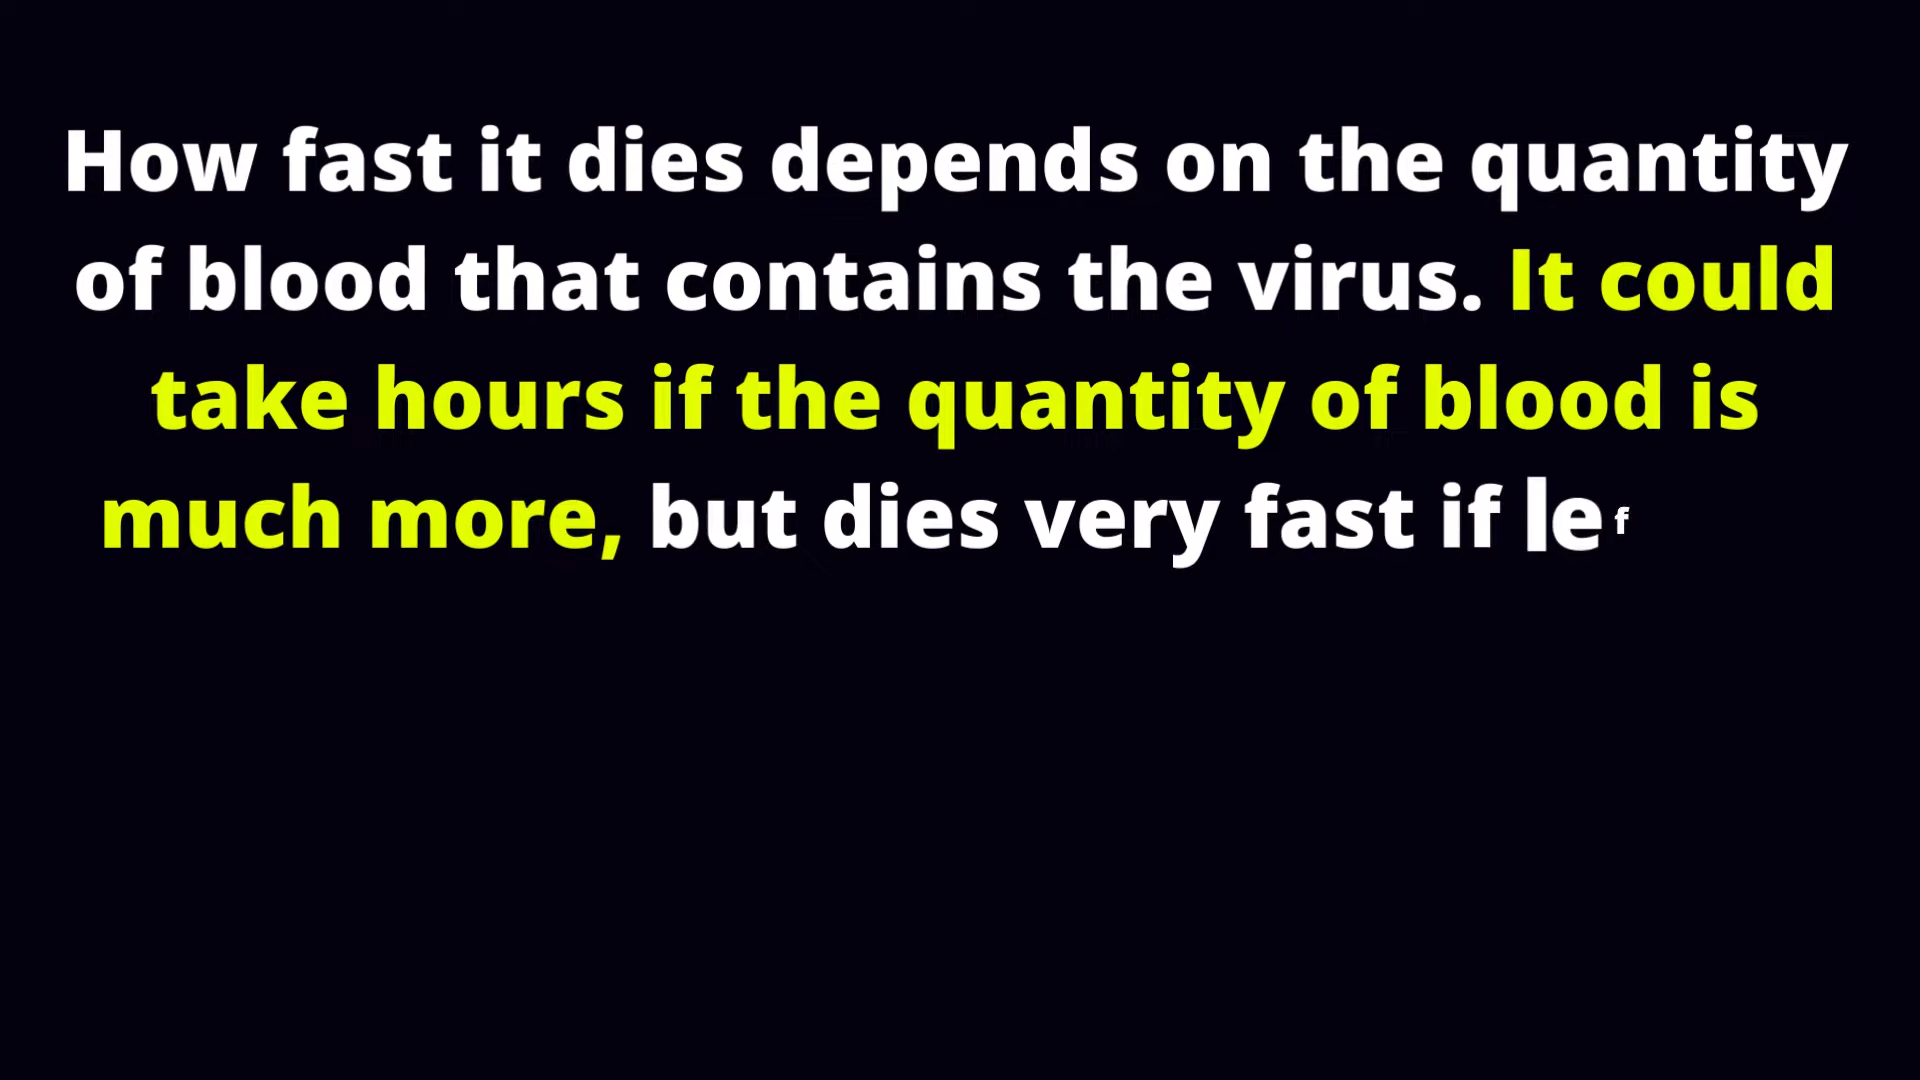 How fast it dies depends on the quantity
of blood that contains the virus. It could
take hours if the quantity of blood is
much more, but dies very fast if lef